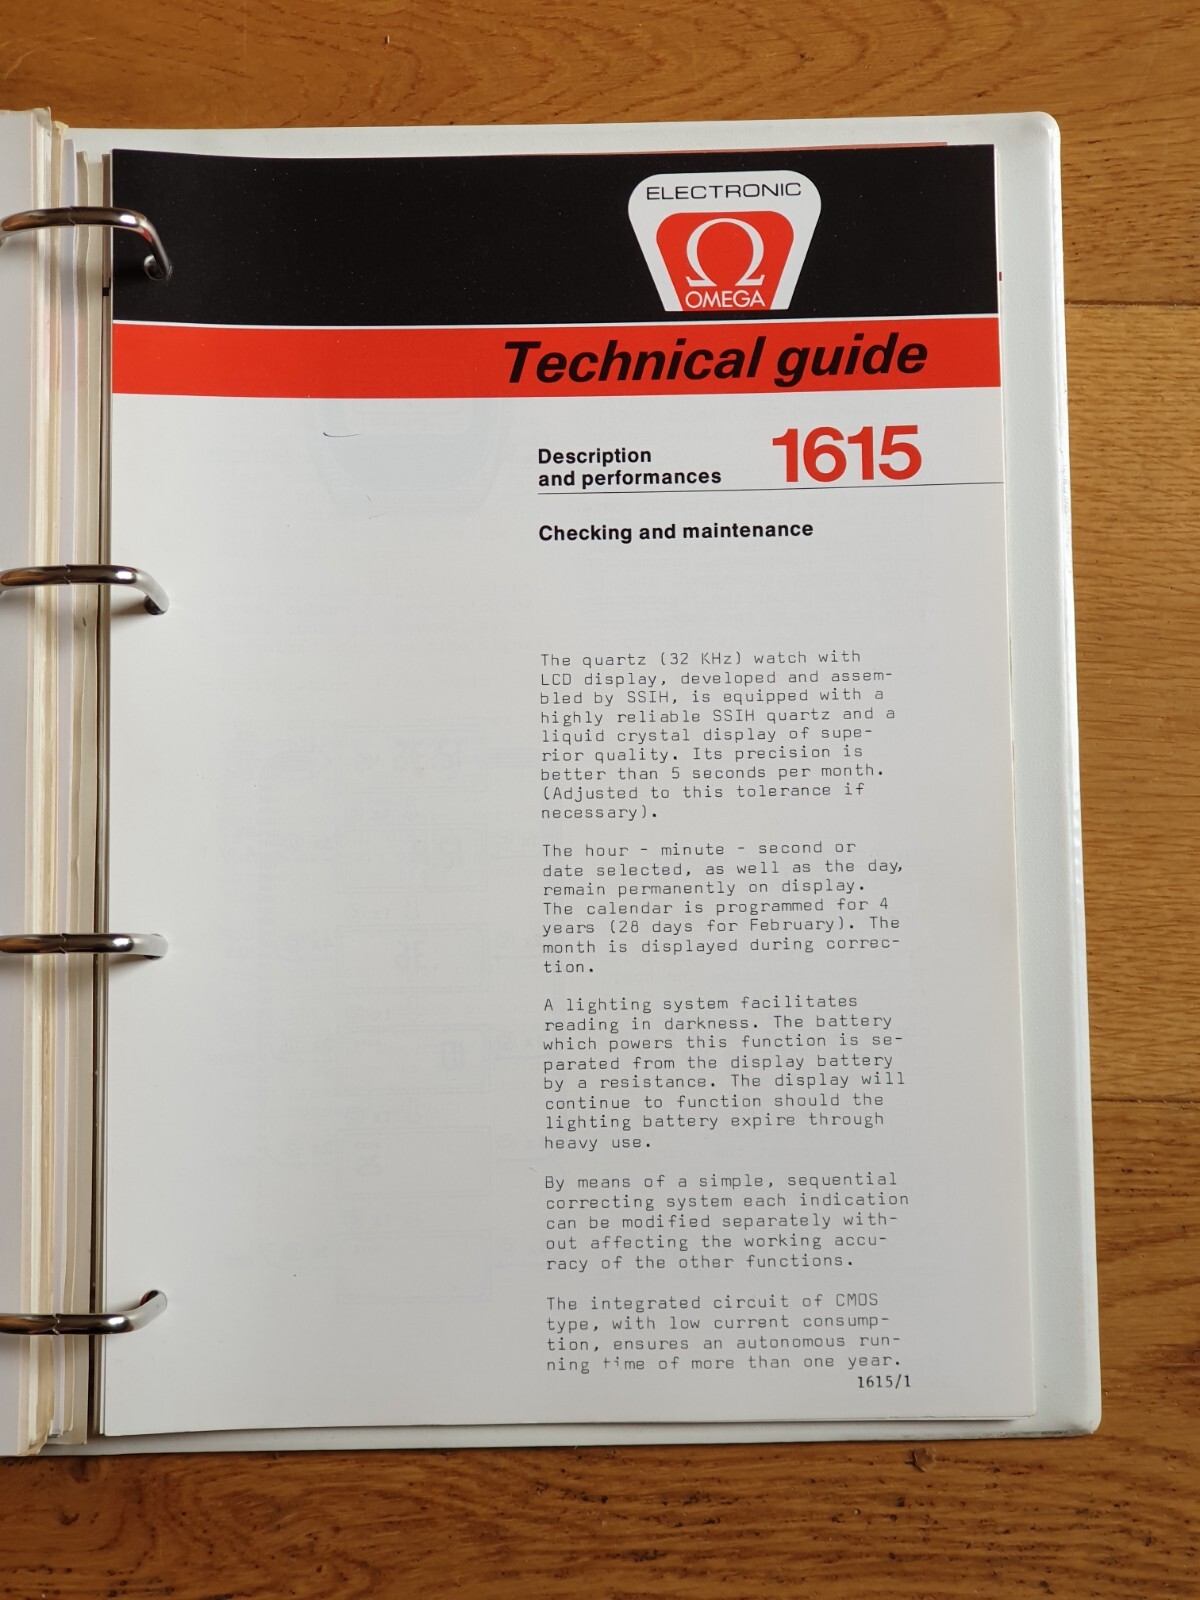 ELECTRONIC
Ω
OMEGA
Technical guide
Description
and performances
1615
Checking and maintenance
The quartz (32 KHz) watch with
LCD display, developed and assem-
bled by SSIH, is equipped with a
highly reliable SSIH quartz and a
liquid crystal display of supe-
rior quality. Its precision is
better than 5 seconds per month.
(Adjusted to this tolerance if
necessary).
The hour - minute - second or
date selected, as well as the day,
remain permanently on display.
The calendar is programmed for 4
years (28 days for February). The
month is displayed during correc-
tion.
A lighting system facilitates
reading in darkness. The battery
which powers this function is se-
parated from the display battery
by a resistance. The display will
continue to function should the
lighting battery expire through
heavy use.
By means of a simple, sequential
correcting system each indication
can be modified separately with-
out affecting the working accu-
racy of the other functions.
The integrated circuit of CMOS
type, with low current consump-
tion, ensures an autonomous run-
ning time of more than one year.
1615/1